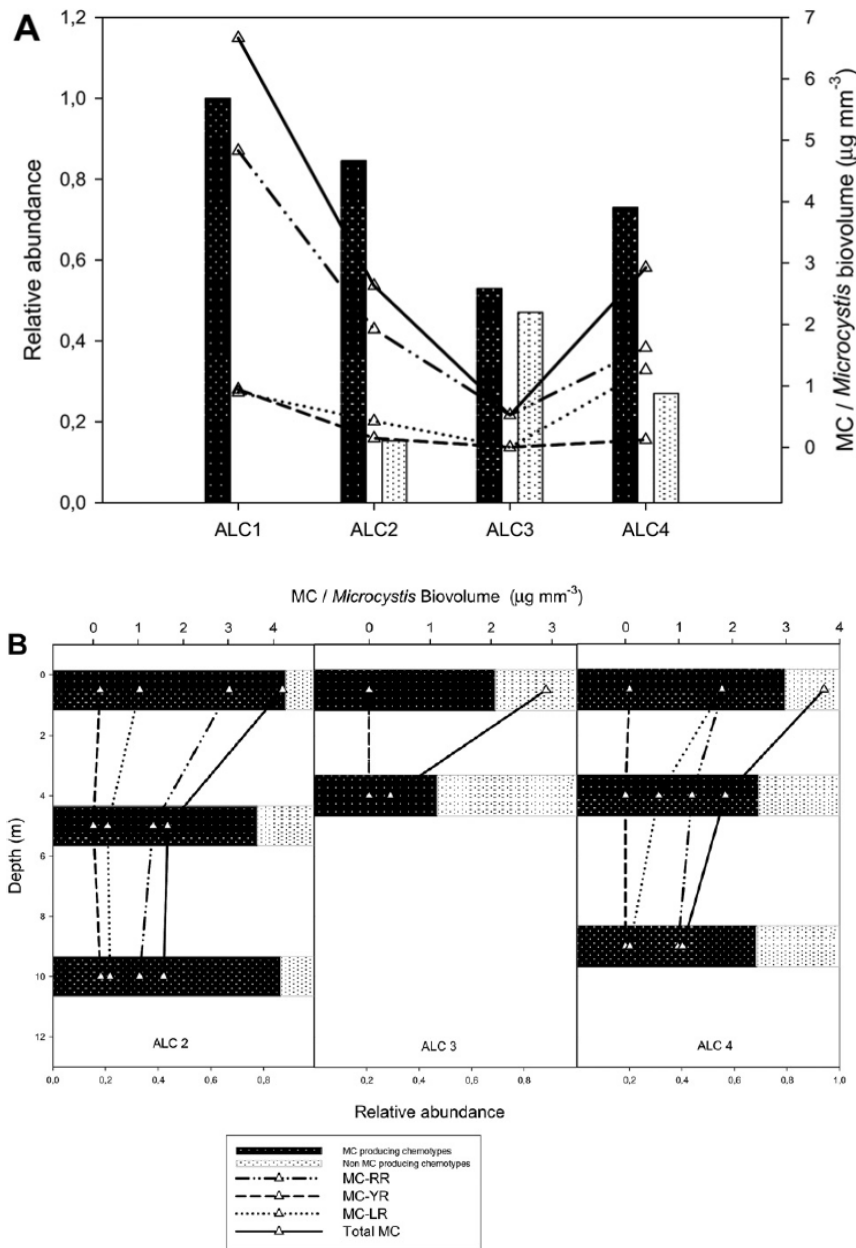 A
1,2
1,0
0,8
0,6
0,4
0,2
0,0
Relative abundance
7
6
5
4
3
2
1
0
MC / Microcystis biovolume (µg mm-3)
ALC1 ALC2 ALC3 ALC4
MC / Microcystis Biovolume (µg mm-3)
B
0 1 2 3 4 0 1 2 3 0 1 2 3 4
0
2
4
6
8
10
12
Depth (m)
ALC 2 ALC 3 ALC 4
0,0 0,2 0,4 0,6 0,8 0,2 0,4 0,6 0,8 0,2 0,4 0,6 0,8 1,0
Relative abundance
MC producing chemotypes
Non MC producing chemotypes
MC-RR
MC-YR
MC-LR
Total MC